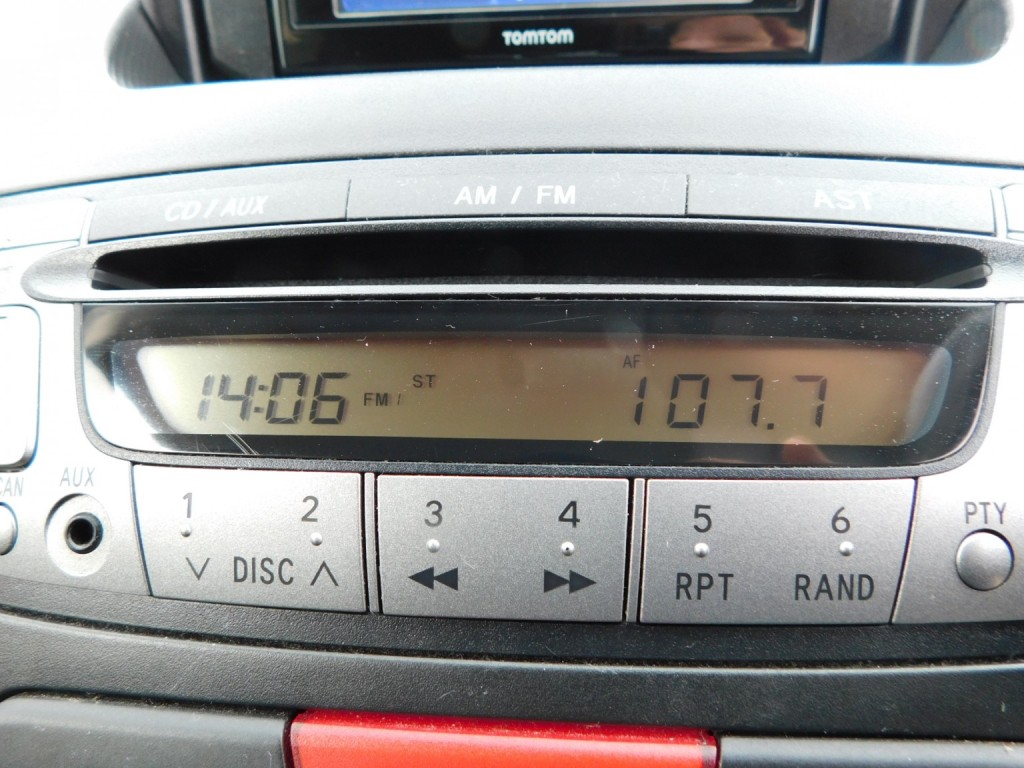 TOMTOM
CD / AUX AM / FM AST
AF
14:06 FM 1 ST 107.7
AUX
1 2 3 4 5 6 PTY
DISC RPT RAND